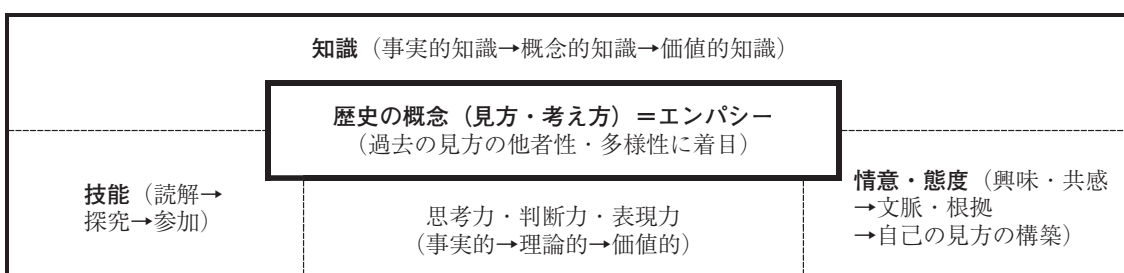 知識（事実的知識→概念的知識→価値的知識）
歴史の概念（見方・考え方）＝エンパシー
（過去の見方の他者性・多様性に着目）
技能（読解→
探究→参加）
思考力・判断力・表現力
（事実的→理論的→価値的）
情意・態度（興味・共感
→文脈・根拠
→自己の見方の構築）